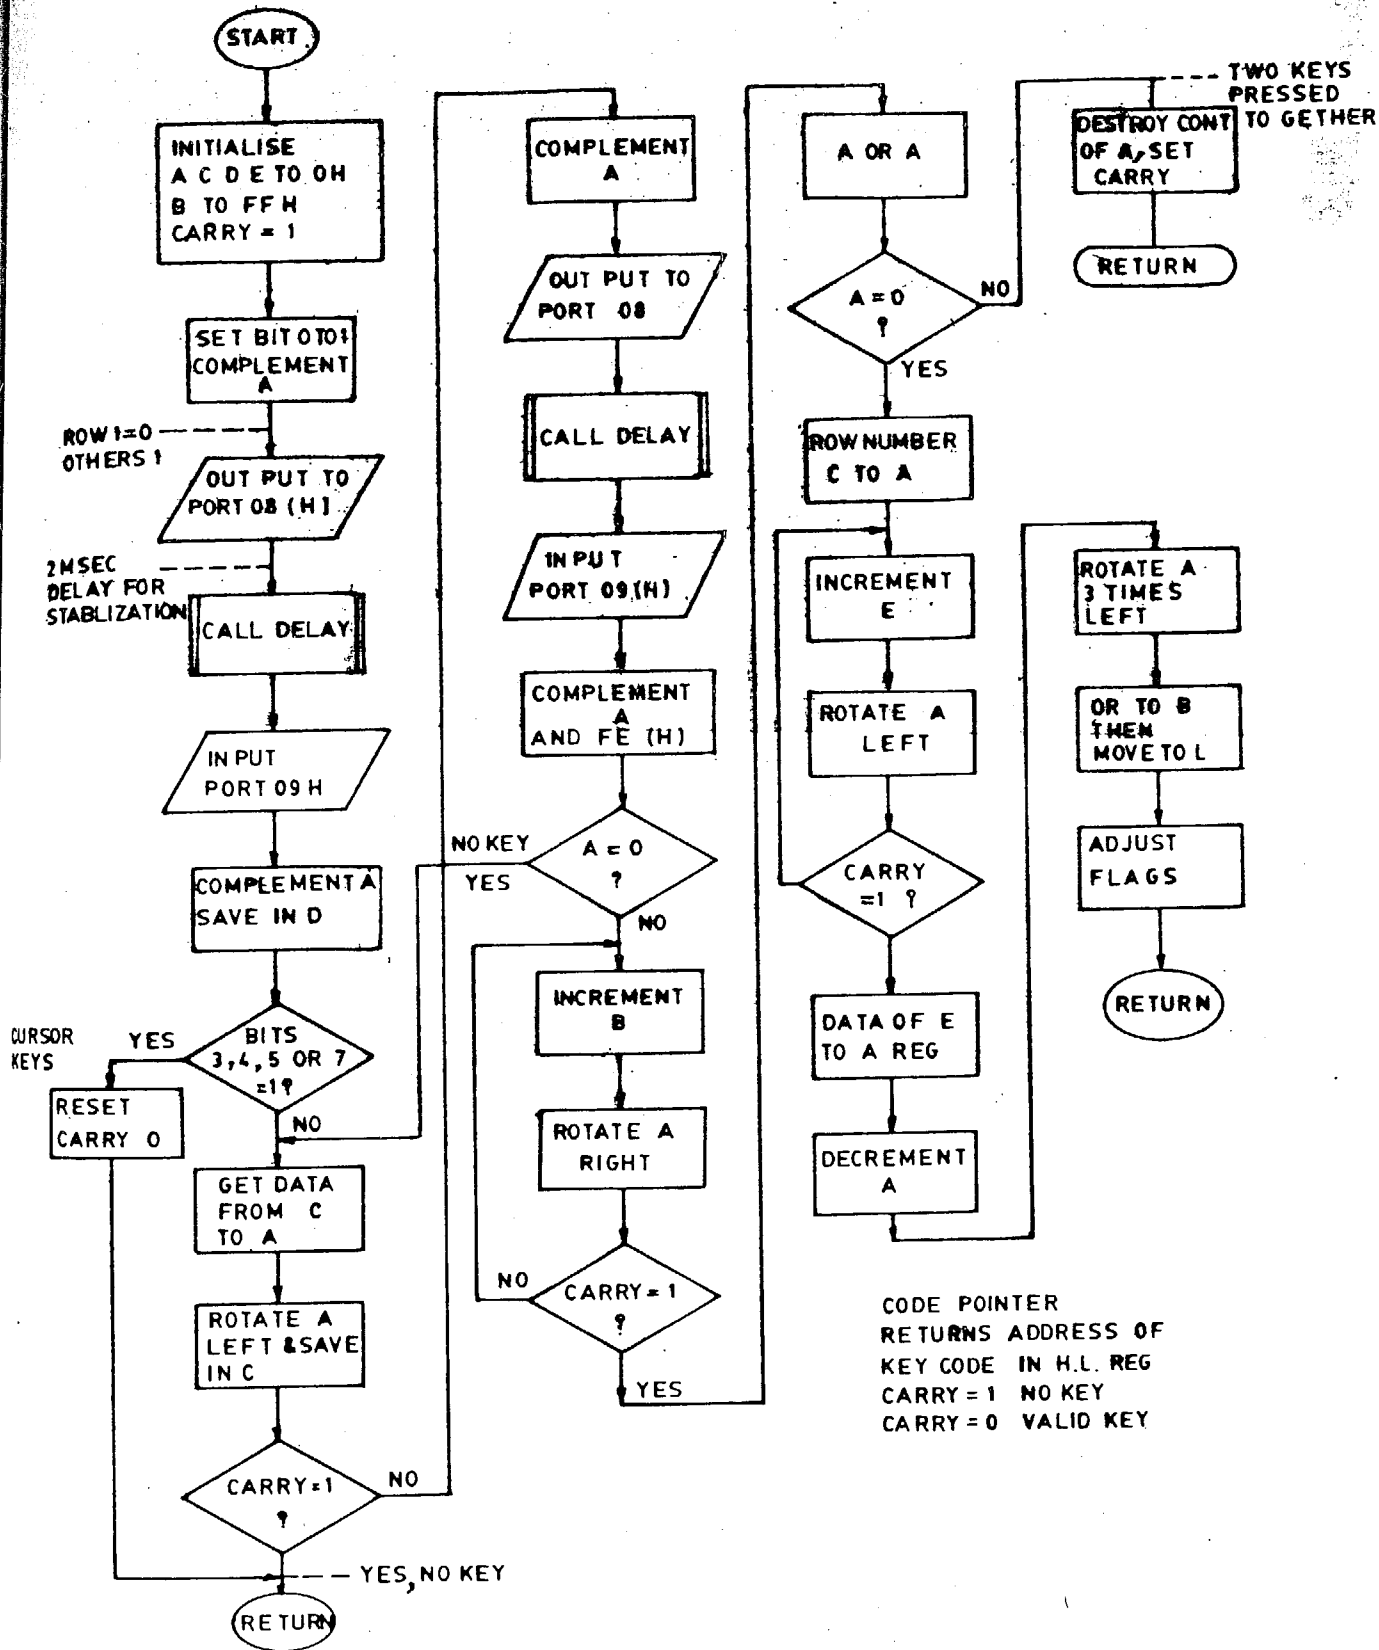 START
INITIALISE
A C D E TO 0H
B TO FF H
CARRY = 1
SET BIT 0 TO 1
COMPLEMENT
A
ROW 1=0
OTHERS 1
OUT PUT TO
PORT 08 (H]
2MSEC
DELAY FOR
STABLIZATION
CALL DELAY
IN PUT
PORT 09 H
COMPLEMENT A
SAVE IN D
CURSOR
KEYS
YES
BITS
3,4,5 OR 7
=1?
RESET
CARRY 0
NO
GET DATA
FROM C
TO A
ROTATE A
LEFT & SAVE
IN C
CARRY=1
?
NO
YES, NO KEY
RETURN
COMPLEMENT
A
OUT PUT TO
PORT 08
CALL DELAY
INPUT
PORT 09 (H)
COMPLEMENT
A
AND FE (H)
NO KEY
YES
A = 0
?
NO
INCREMENT
B
ROTATE A
RIGHT
NO
CARRY = 1
?
YES
A OR A
A = 0
?
NO
YES
ROW NUMBER
C TO A
INCREMENT
E
ROTATE A
LEFT
CARRY
=1 ?
DATA OF E
TO A REG
DECREMENT
A
TWO KEYS
PRESSED
TO GETHER
DESTROY CONT
OF A, SET
CARRY
RETURN
ROTATE A
3 TIMES
LEFT
OR TO B
THEN
MOVE TO L
ADJUST
FLAGS
RETURN
CODE POINTER
RETURNS ADDRESS OF
KEY CODE IN H.L. REG
CARRY = 1 NO KEY
CARRY = 0 VALID KEY